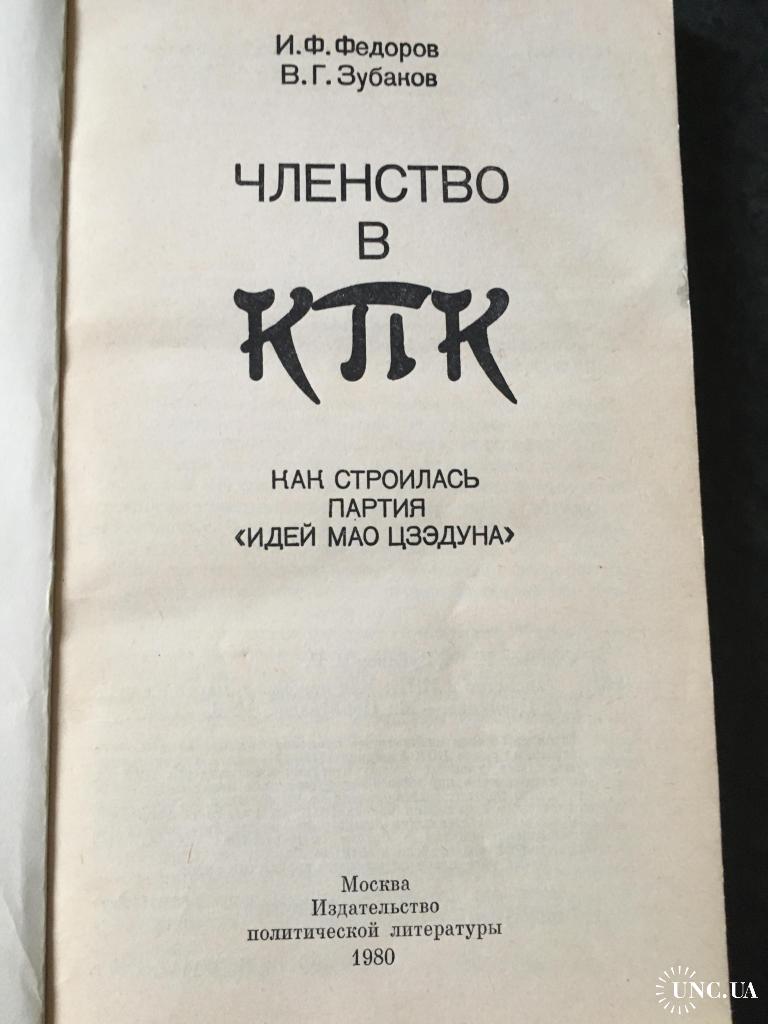 И.Ф.Федоров
В.Г.Зубаков
ЧЛЕНСТВО
В
КПК
КАК СТРОИЛАСЬ
ПАРТИЯ
«ИДЕЙ МАО ЦЗЭДУНА»
Москва
Издательство
политической литературы
1980
UNC.UA